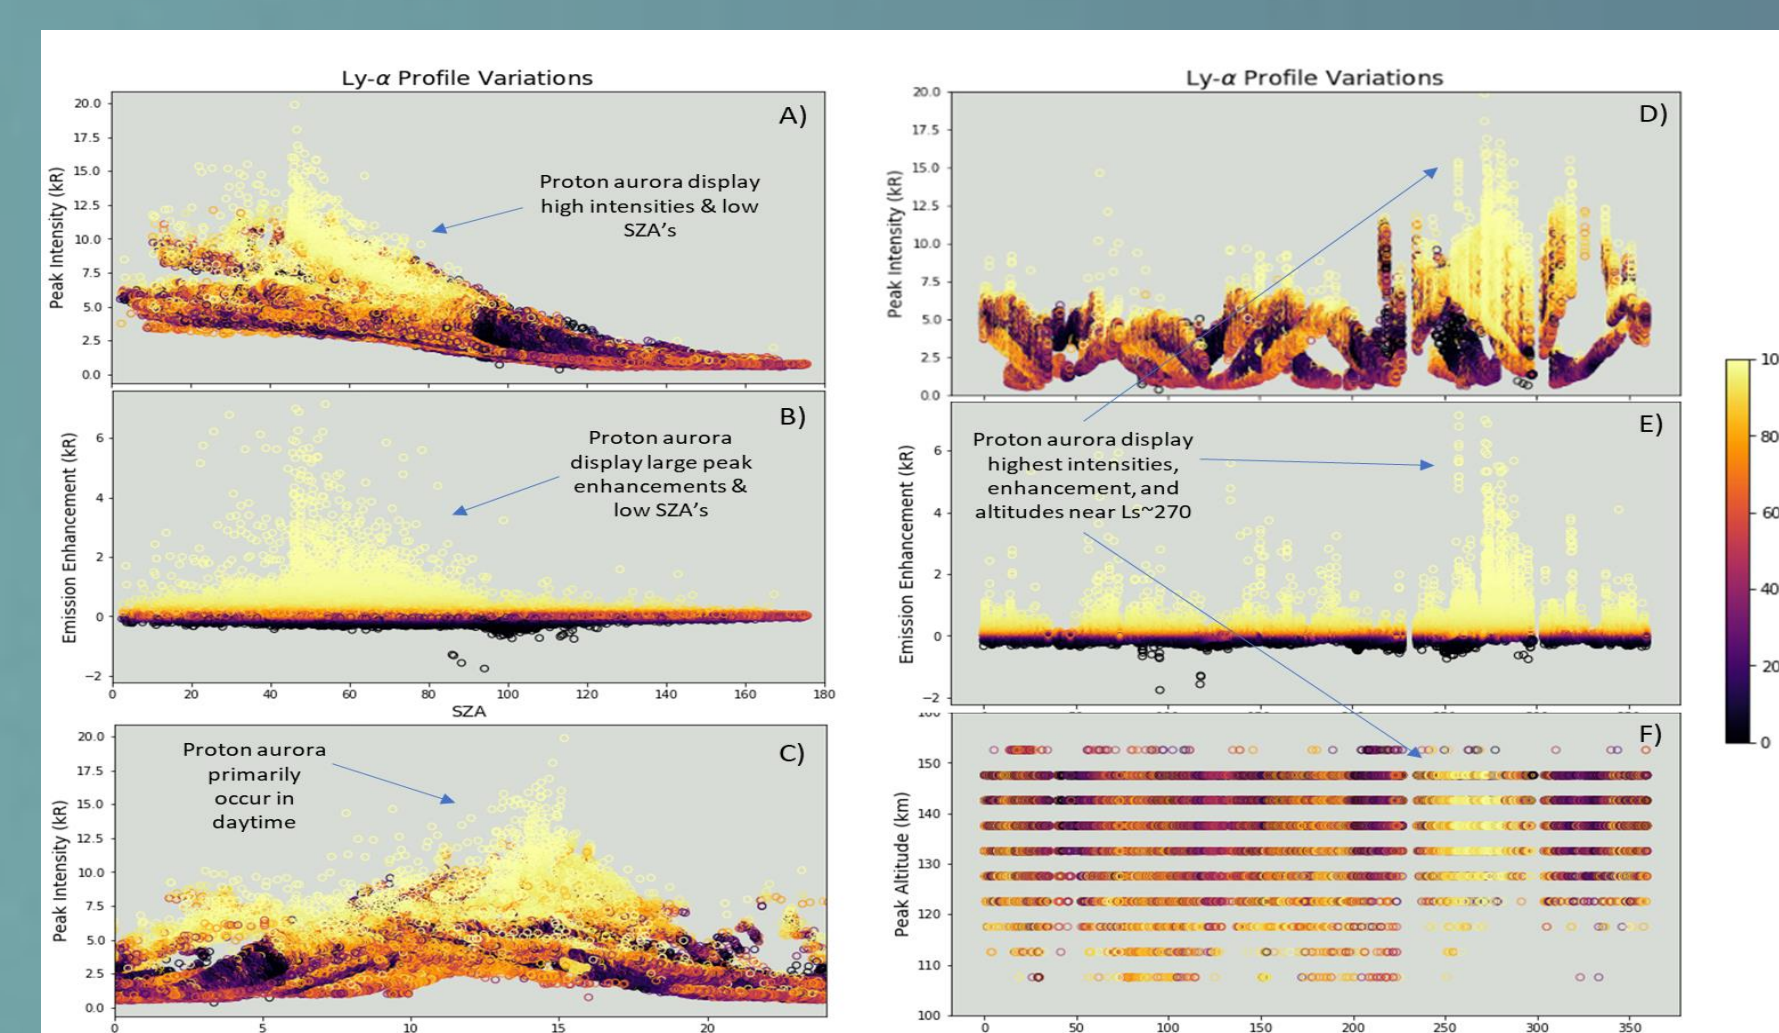 Ly-α Profile Variations
A)
20.0
17.5
15.0
12.5
10.0
7.5
5.0
2.5
0.0
Peak Intensity (kR)
Proton aurora display
high intensities & low
SZA's
B)
6
4
2
0
−2
Emission Enhancement (kR)
Proton aurora
display large peak
enhancements &
low SZA's
0 20 40 60 80 100 120 140 160 180
SZA
C)
20.0
17.5
15.0
12.5
10.0
7.5
5.0
2.5
0.0
Peak Intensity (kR)
Proton aurora
primarily
occur in
daytime
0 5 10 15 20
Ly-α Profile Variations
D)
20.0
17.5
15.0
12.5
10.0
7.5
5.0
2.5
0.0
Peak Intensity (kR)
E)
6
4
2
0
−2
Emission Enhancement (kR)
Proton aurora display
highest intensities,
enhancement, and
altitudes near Ls~270
F)
150
140
130
120
110
100
Peak Altitude (km)
0 50 100 150 200 250 300 350
80
60
40
20
0